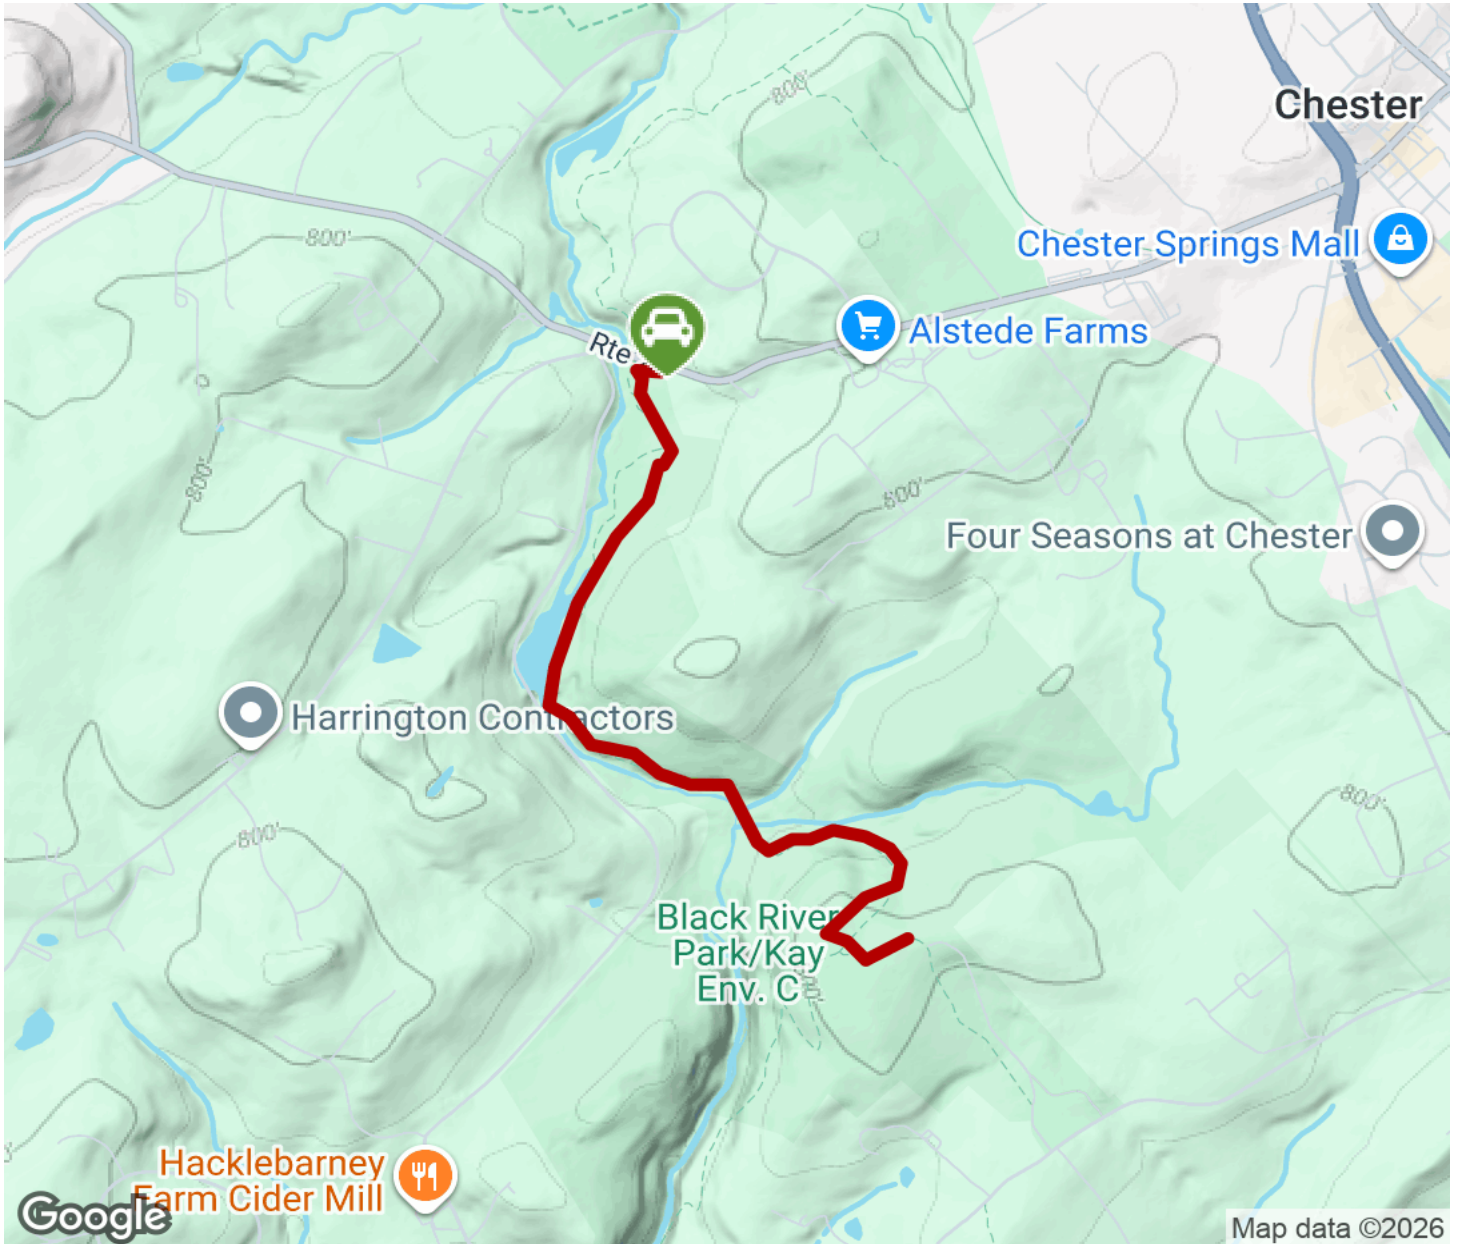 Chester
800'
800'
Chester Springs Mall
Alstede Farms
Rte
800'
800'
Four Seasons at Chester
Harrington Contractors
800'
800'
Black River
Park/Kay
Env. C
Hacklebarney
Farm Cider Mill
Google
Map data ©2026